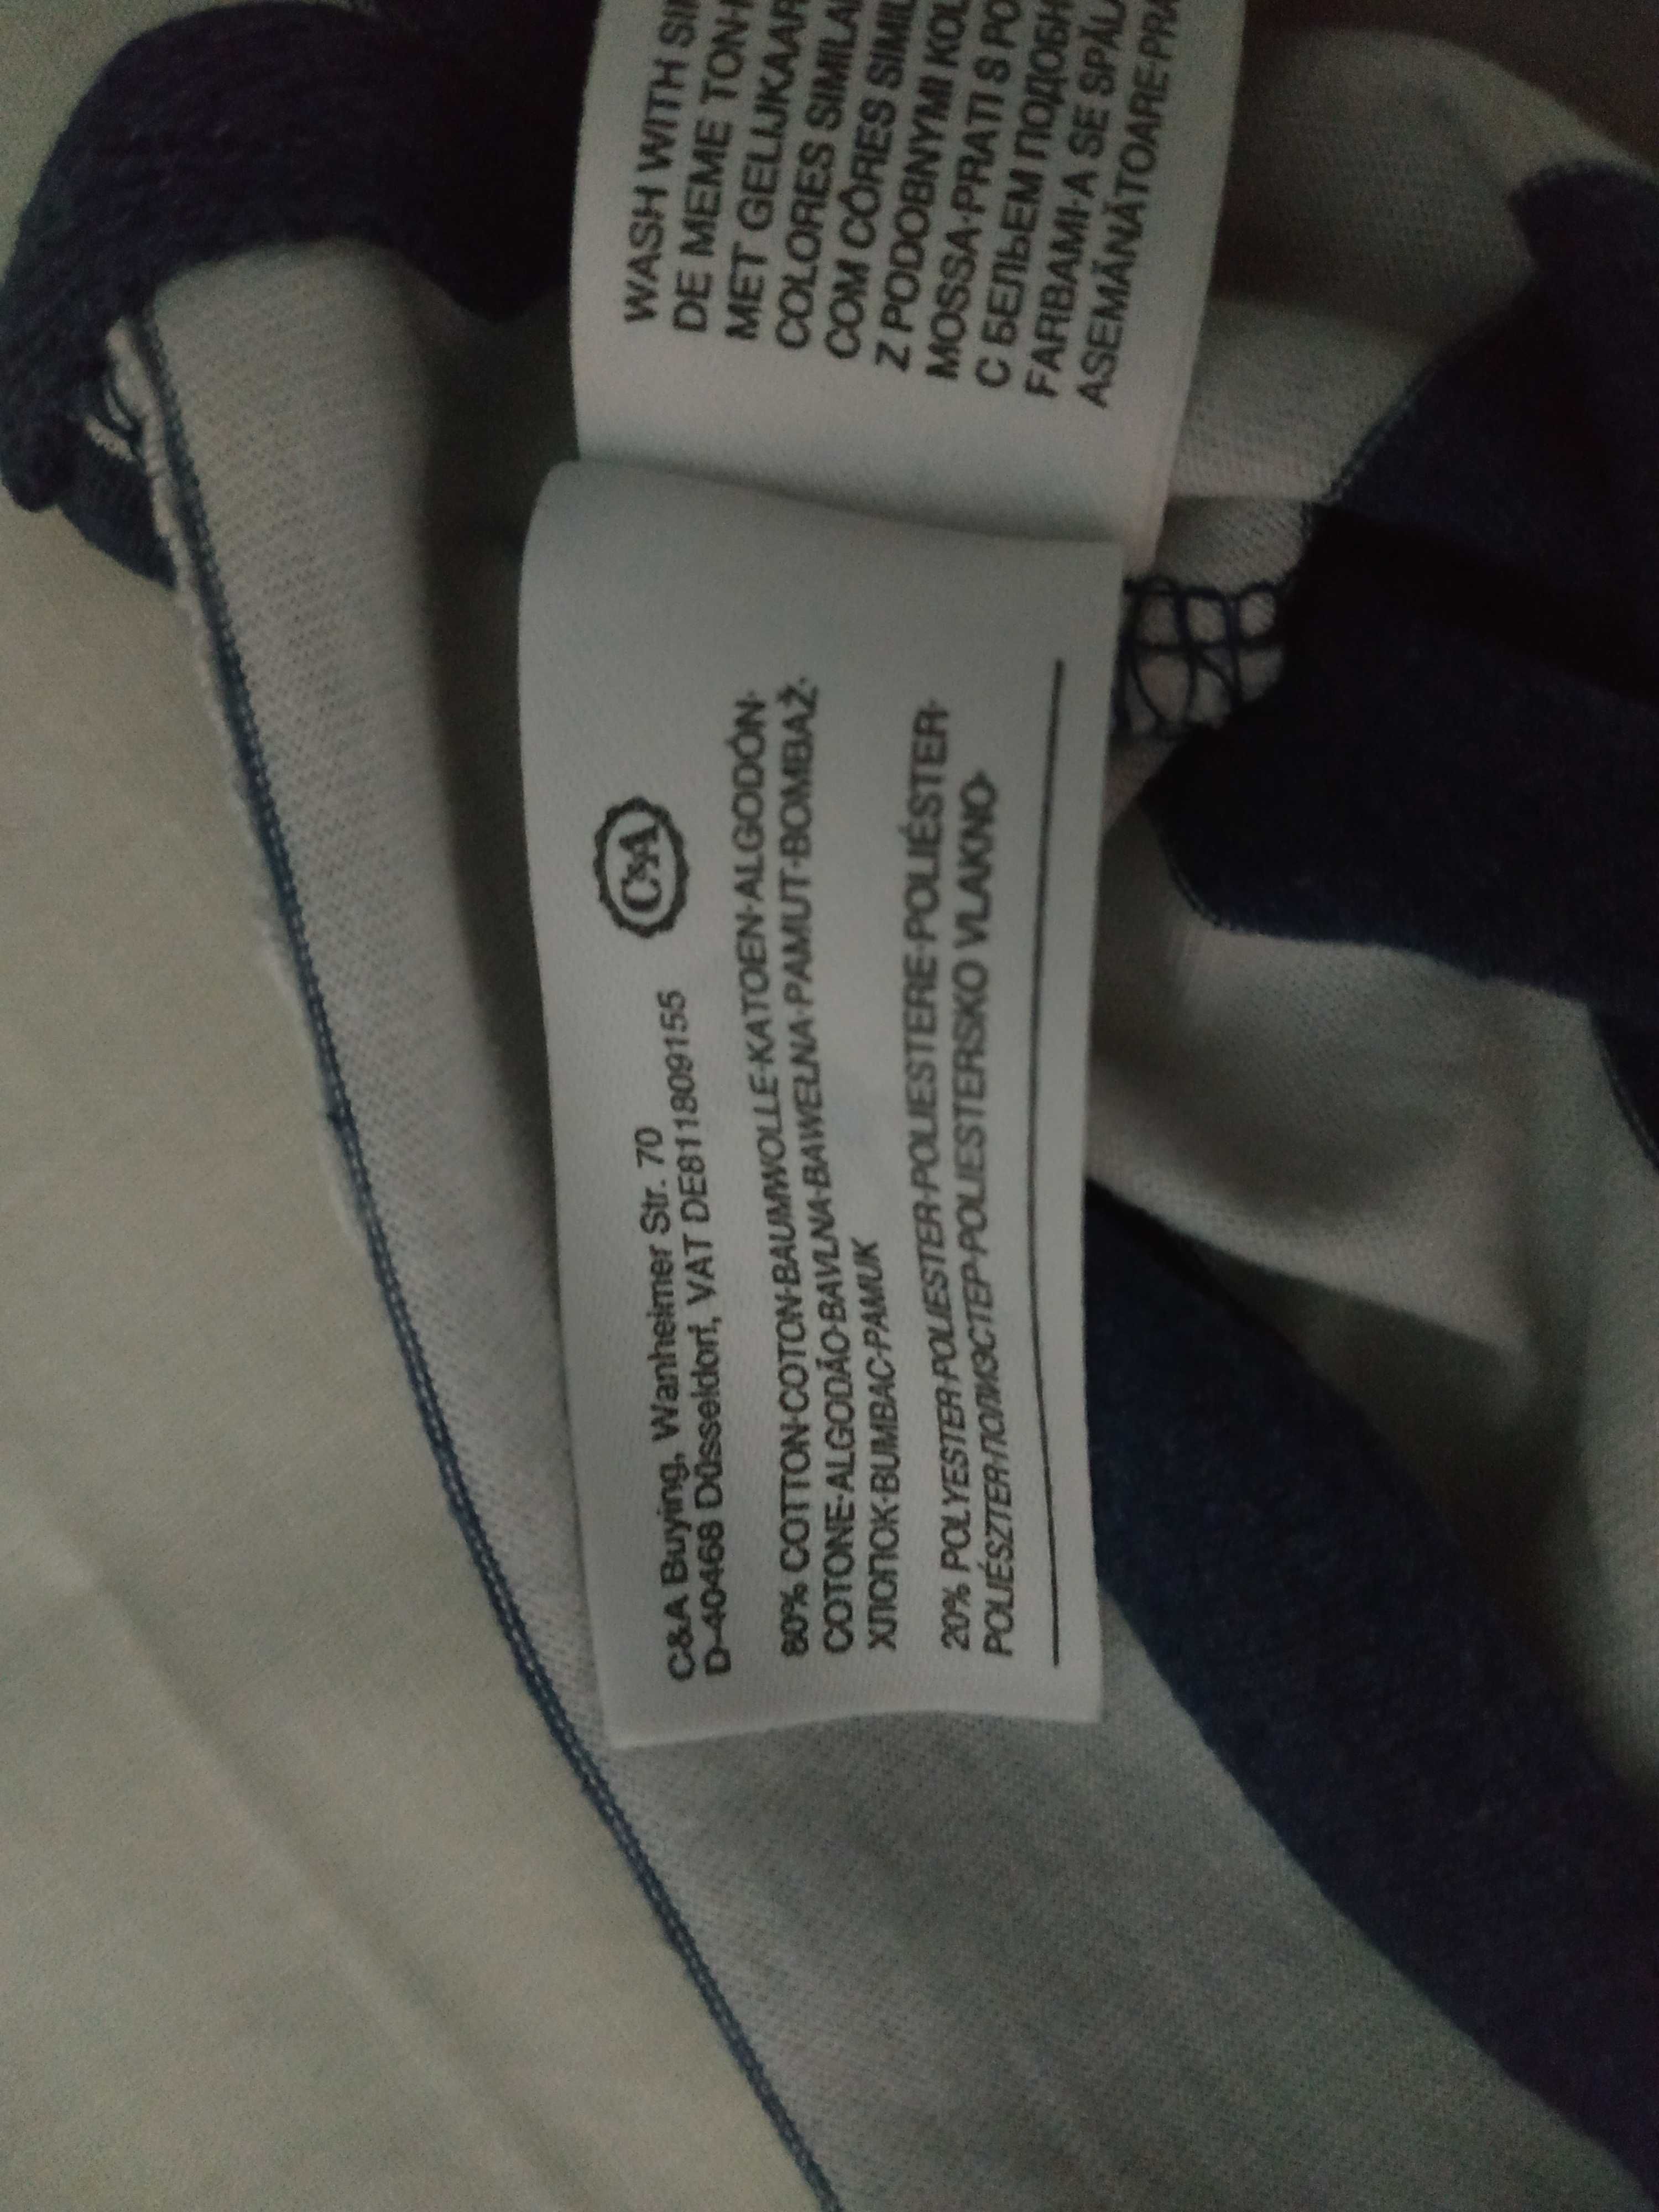 WASH WITH
DE MEME TON
MET GELIJKAAR
COLORES SIMILA
COM CÔRES SIMIL
Z PODOBNYMI KOL
MOSSA·PRATI S PO
С БЕЛЬЕМ ПОДОБН
FARBAMI·A SE SPĂL
ASEMĂNĂTOARE·PRA
C&A
C&A Buying, Wanheimer Str. 70
D-40468 Düsseldorf, VAT DE811809155
80% COTTON·COTON·BAUMWOLLE·KATOEN·ALGODÓN·
COTONE·ALGODÃO·BAVLNA·BAWEŁNA·PAMUT·BOMBAŽ·
ХЛОПОК·BUMBAC·PAMUK
20% POLYESTER·POLIESTER·POLIESTERE·POLIÉSTER·
POLIÉSZTER·ПОЛИЭСТЕР·POLIESTERSKO VLAKNO·